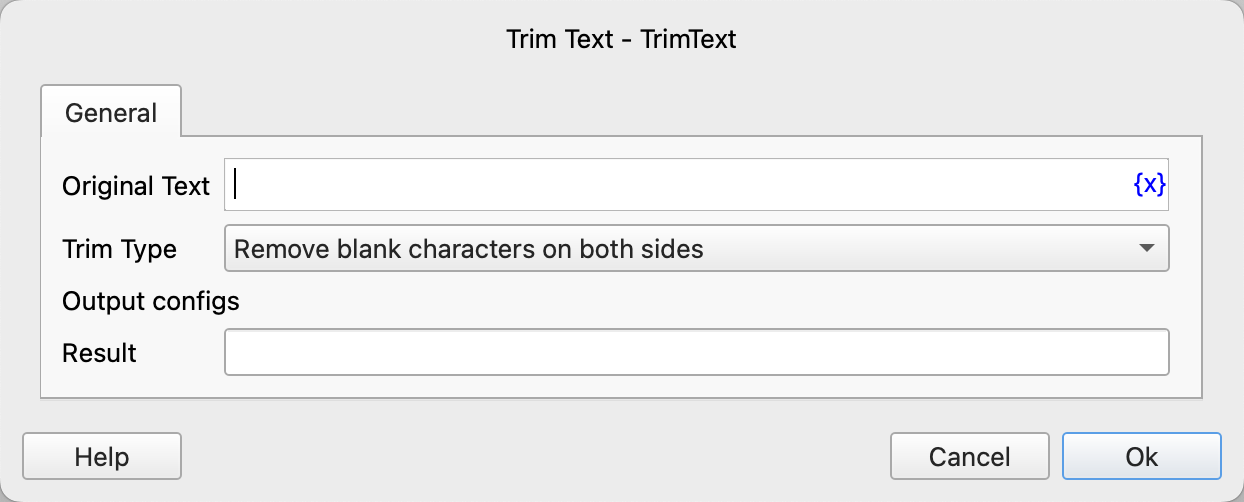 Trim Text - TrimText
General
Original Text {x}
Trim Type Remove blank characters on both sides
Output configs
Result
Help Cancel Ok